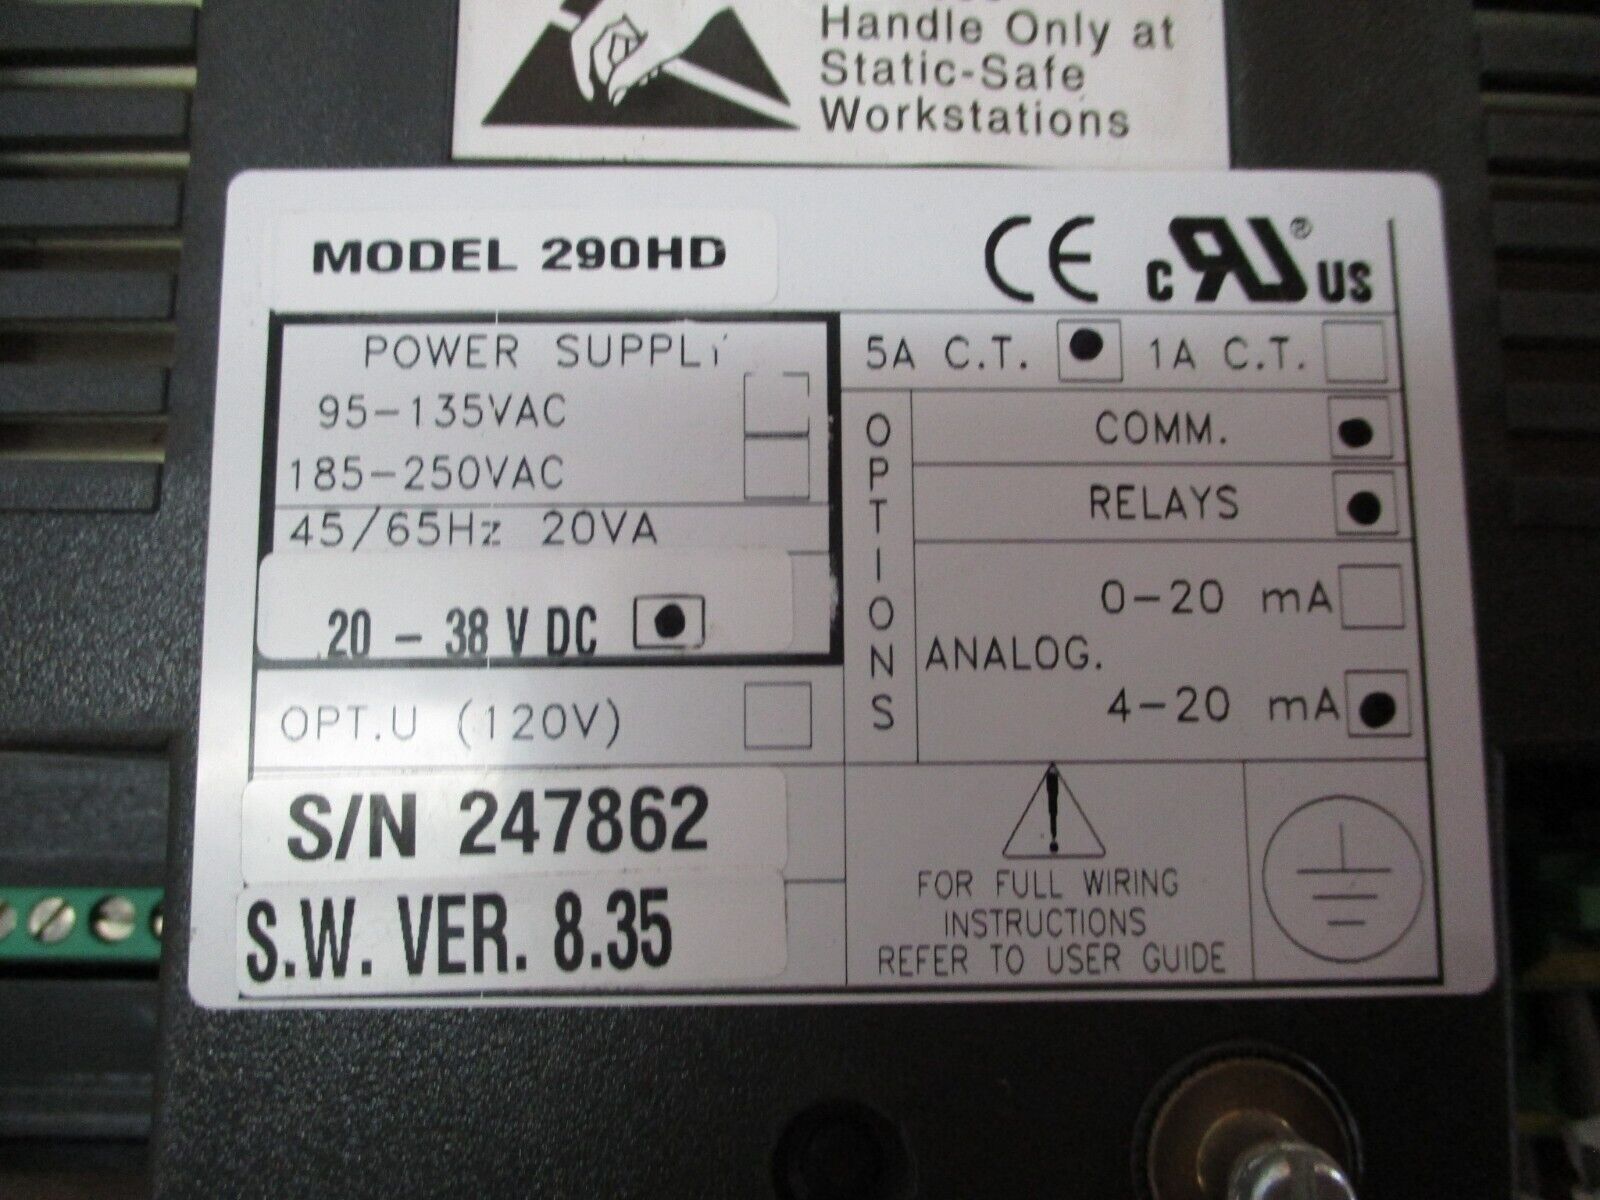 Handle Only at
Static-Safe
Workstations
MODEL 290HD
CE c UR ® US
POWER SUPPLY
95-135VAC
185-250VAC
45/65Hz 20VA
20 - 38 V DC
OPT.U (120V)
S/N 247862
S.W. VER. 8.35
5A C.T. 1A C.T.
OPTIONS
COMM.
RELAYS
ANALOG.
0-20 mA
4-20 mA
FOR FULL WIRING
INSTRUCTIONS
REFER TO USER GUIDE